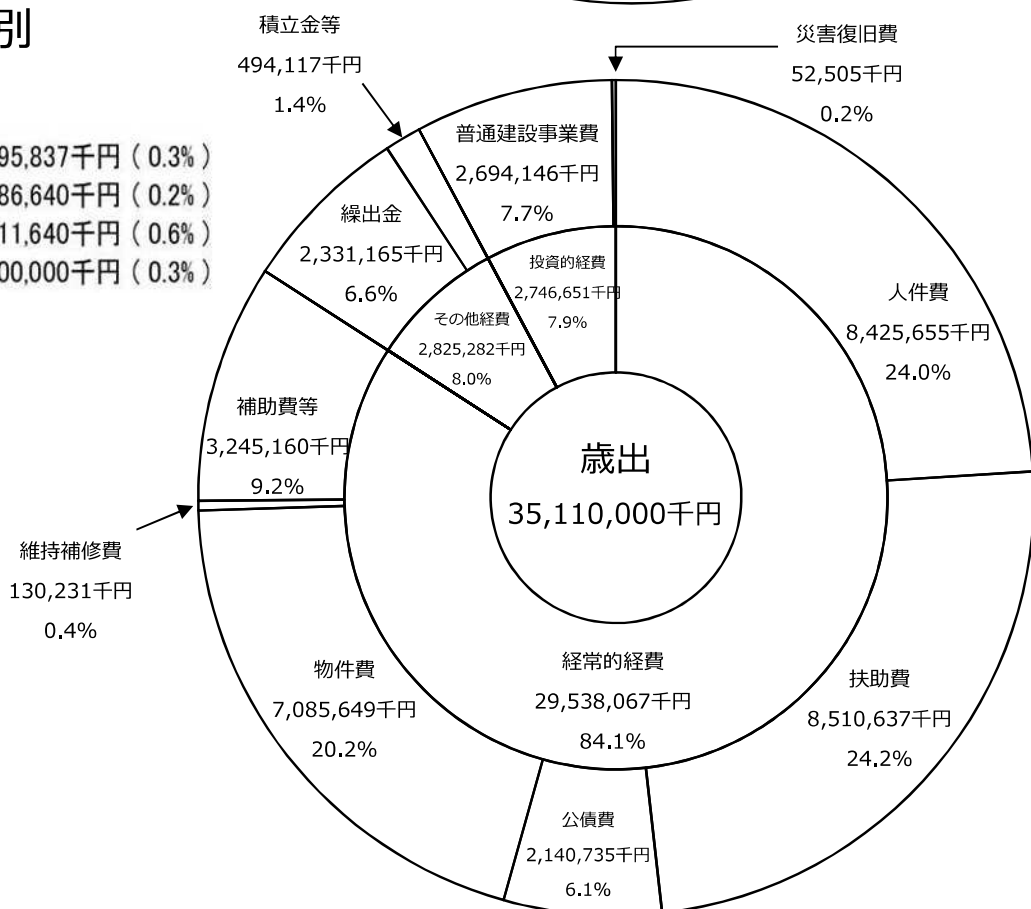 別
95,837千円 ( 0.3% )
86,640千円 ( 0.2% )
11,640千円 ( 0.6% )
00,000千円 ( 0.3% )
積立金等
494,117千円
1.4%
災害復旧費
52,505千円
0.2%
普通建設事業費
2,694,146千円
7.7%
繰出金
2,331,165千円
6.6%
投資的経費
2,746,651千円
7.9%
その他経費
2,825,282千円
8.0%
人件費
8,425,655千円
24.0%
補助費等
3,245,160千円
9.2%
歳出
35,110,000千円
維持補修費
130,231千円
0.4%
物件費
7,085,649千円
20.2%
経常的経費
29,538,067千円
84.1%
扶助費
8,510,637千円
24.2%
公債費
2,140,735千円
6.1%